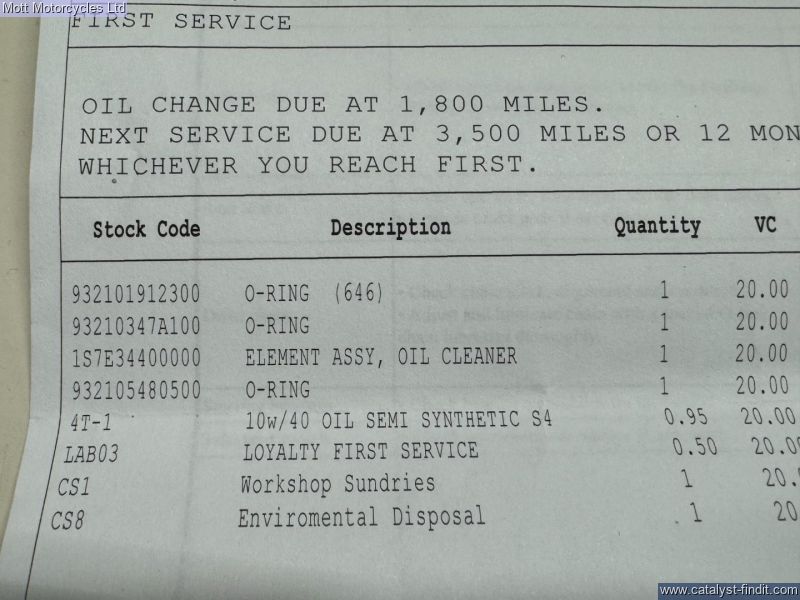 Mott Motorcycles Ltd
FIRST SERVICE
OIL CHANGE DUE AT 1,800 MILES.
NEXT SERVICE DUE AT 3,500 MILES OR 12 MON
WHICHEVER YOU REACH FIRST.
Stock Code Description Quantity VC
932101912300 O-RING (646) 1 20.00
93210347A100 O-RING 1 20.00
1S7E34400000 ELEMENT ASSY, OIL CLEANER 1 20.00
932105480500 O-RING 1 20.00
4T-1 10w/40 OIL SEMI SYNTHETIC S4 0.95 20.00
LAB03 LOYALTY FIRST SERVICE 0.50 20.00
CS1 Workshop Sundries 1 20.
CS8 Enviromental Disposal 1 20
www.catalyst-findit.com